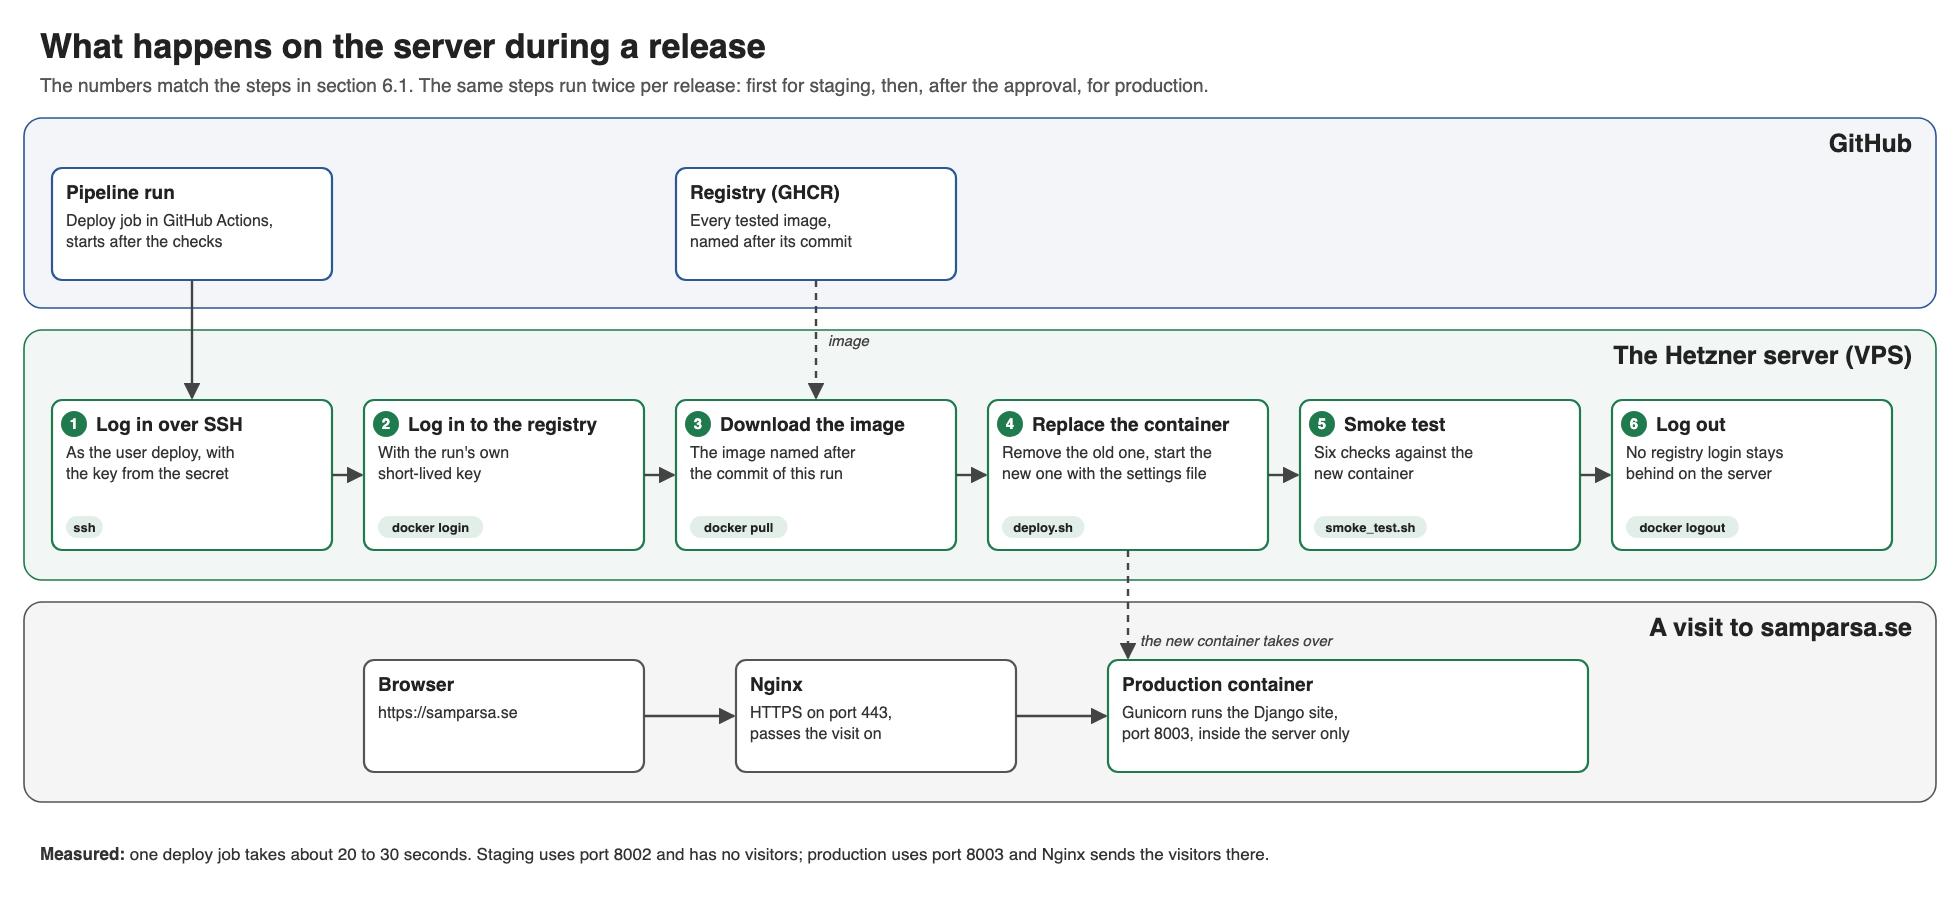 What happens on the server during a release
The numbers match the steps in section 6.1. The same steps run twice per release: first for staging, then, after the approval, for production.
GitHub
Pipeline run
Deploy job in GitHub Actions,
starts after the checks
Registry (GHCR)
Every tested image,
named after its commit
image
The Hetzner server (VPS)
1 Log in over SSH
As the user deploy, with
the key from the secret
ssh
2 Log in to the registry
With the run's own
short-lived key
docker login
3 Download the image
The image named after
the commit of this run
docker pull
4 Replace the container
Remove the old one, start the
new one with the settings file
deploy.sh
5 Smoke test
Six checks against the
new container
smoke_test.sh
6 Log out
No registry login stays
behind on the server
docker logout
A visit to samparsa.se
the new container takes over
Browser
https://samparsa.se
Nginx
HTTPS on port 443,
passes the visit on
Production container
Gunicorn runs the Django site,
port 8003, inside the server only
Measured: one deploy job takes about 20 to 30 seconds. Staging uses port 8002 and has no visitors; production uses port 8003 and Nginx sends the visitors there.